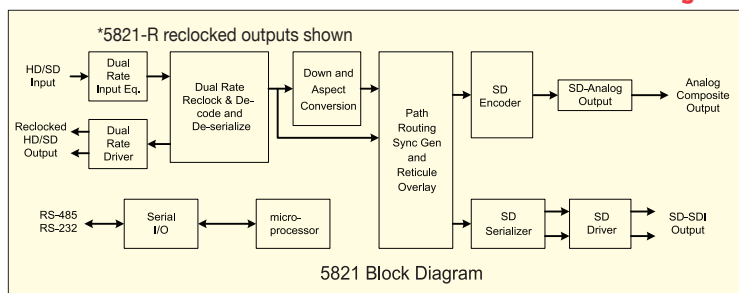 *5821-R reclocked outputs shown
HD/SD
Input
Dual
Rate
Input Eq.
Dual Rate
Reclock & De-
code and
De-serialize
Down and
Aspect
Conversion
Path
Routing
Sync Gen
and
Reticule
Overlay
SD
Encoder
SD-Analog
Output
Analog
Composite
Output
Reclocked
HD/SD
Output
Dual
Rate
Driver
RS-485
RS-232
Serial
I/O
micro-
processor
SD
Serializer
SD
Driver
SD-SDI
Output
5821 Block Diagram